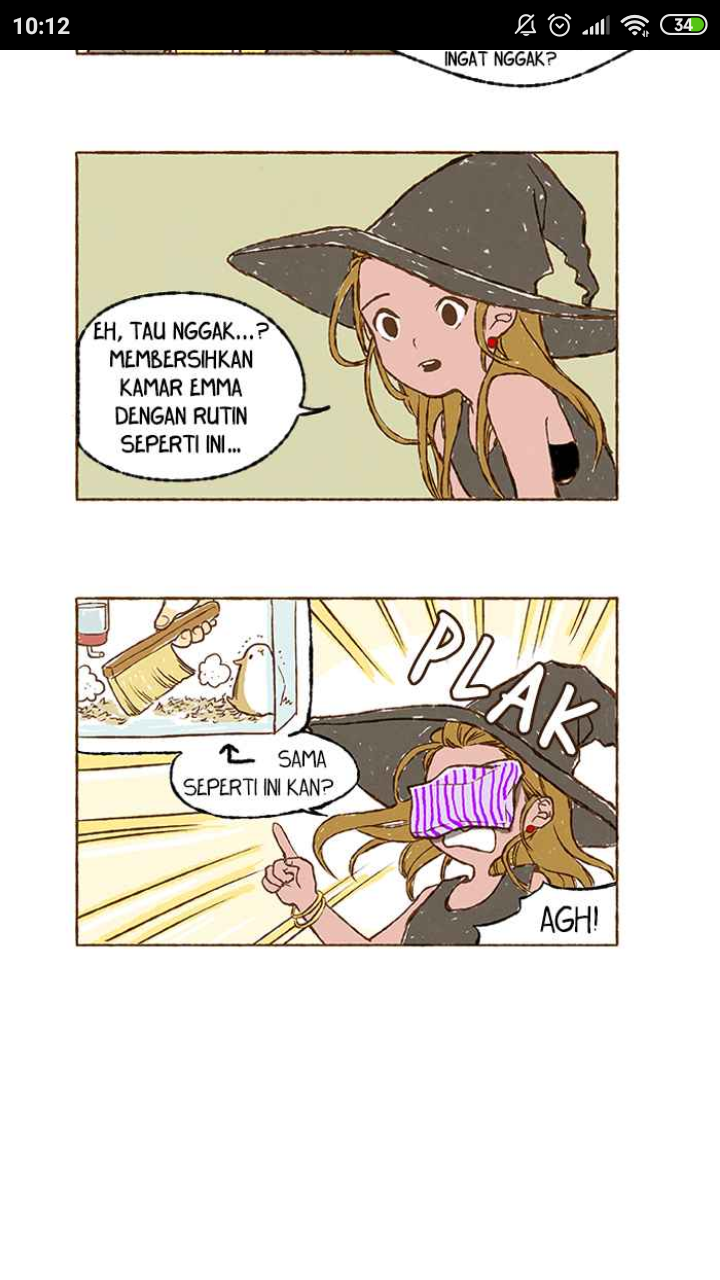 10:12
34
INGAT NGGAK?
EH, TAU NGGAK...?
MEMBERSIHKAN
KAMAR EMMA
DENGAN RUTIN
SEPERTI INI...
PLAK
SAMA
SEPERTI INI KAN?
AGH!